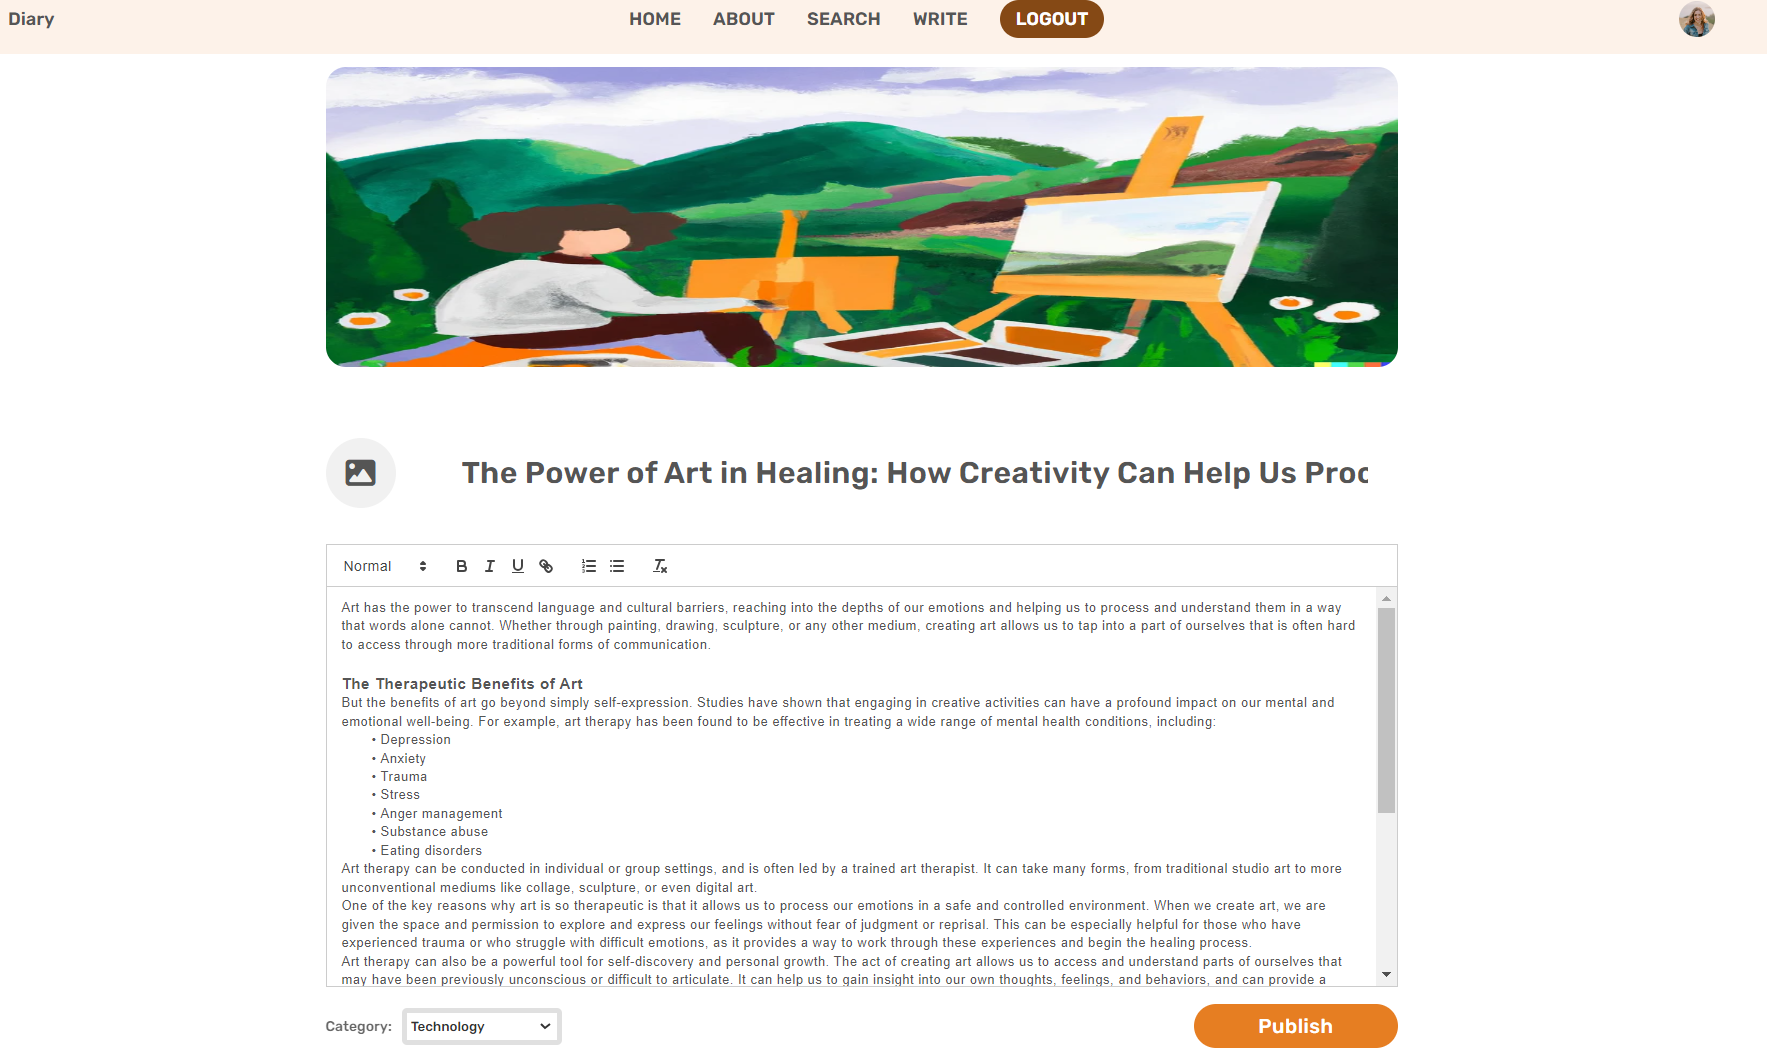 Diary
HOME ABOUT SEARCH WRITE LOGOUT
The Power of Art in Healing: How Creativity Can Help Us Proc
Normal B I U
Art has the power to transcend language and cultural barriers, reaching into the depths of our emotions and helping us to process and understand them in a way
that words alone cannot. Whether through painting, drawing, sculpture, or any other medium, creating art allows us to tap into a part of ourselves that is often hard
to access through more traditional forms of communication.
The Therapeutic Benefits of Art
But the benefits of art go beyond simply self-expression. Studies have shown that engaging in creative activities can have a profound impact on our mental and
emotional well-being. For example, art therapy has been found to be effective in treating a wide range of mental health conditions, including:
• Depression
• Anxiety
• Trauma
• Stress
• Anger management
• Substance abuse
• Eating disorders
Art therapy can be conducted in individual or group settings, and is often led by a trained art therapist. It can take many forms, from traditional studio art to more
unconventional mediums like collage, sculpture, or even digital art.
One of the key reasons why art is so therapeutic is that it allows us to process our emotions in a safe and controlled environment. When we create art, we are
given the space and permission to explore and express our feelings without fear of judgment or reprisal. This can be especially helpful for those who have
experienced trauma or who struggle with difficult emotions, as it provides a way to work through these experiences and begin the healing process.
Art therapy can also be a powerful tool for self-discovery and personal growth. The act of creating art allows us to access and understand parts of ourselves that
may have been previously unconscious or difficult to articulate. It can help us to gain insight into our own thoughts, feelings, and behaviors, and can provide a
Category: Technology
Publish